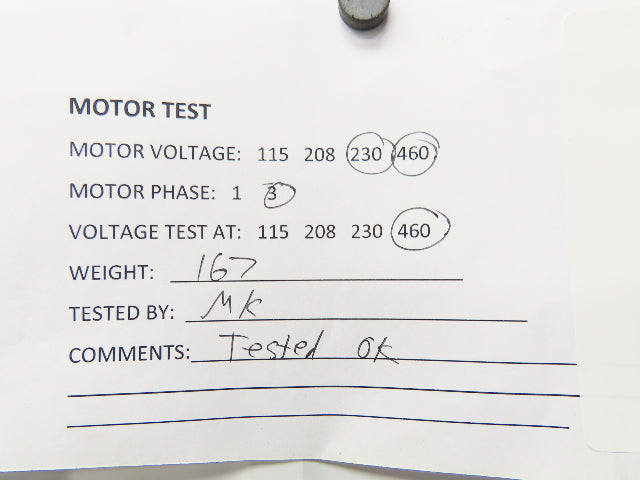 MOTOR TEST
MOTOR VOLTAGE: 115 208 230 460
MOTOR PHASE: 1 3
VOLTAGE TEST AT: 115 208 230 460
WEIGHT: 167
TESTED BY: MK
COMMENTS: Tested OK